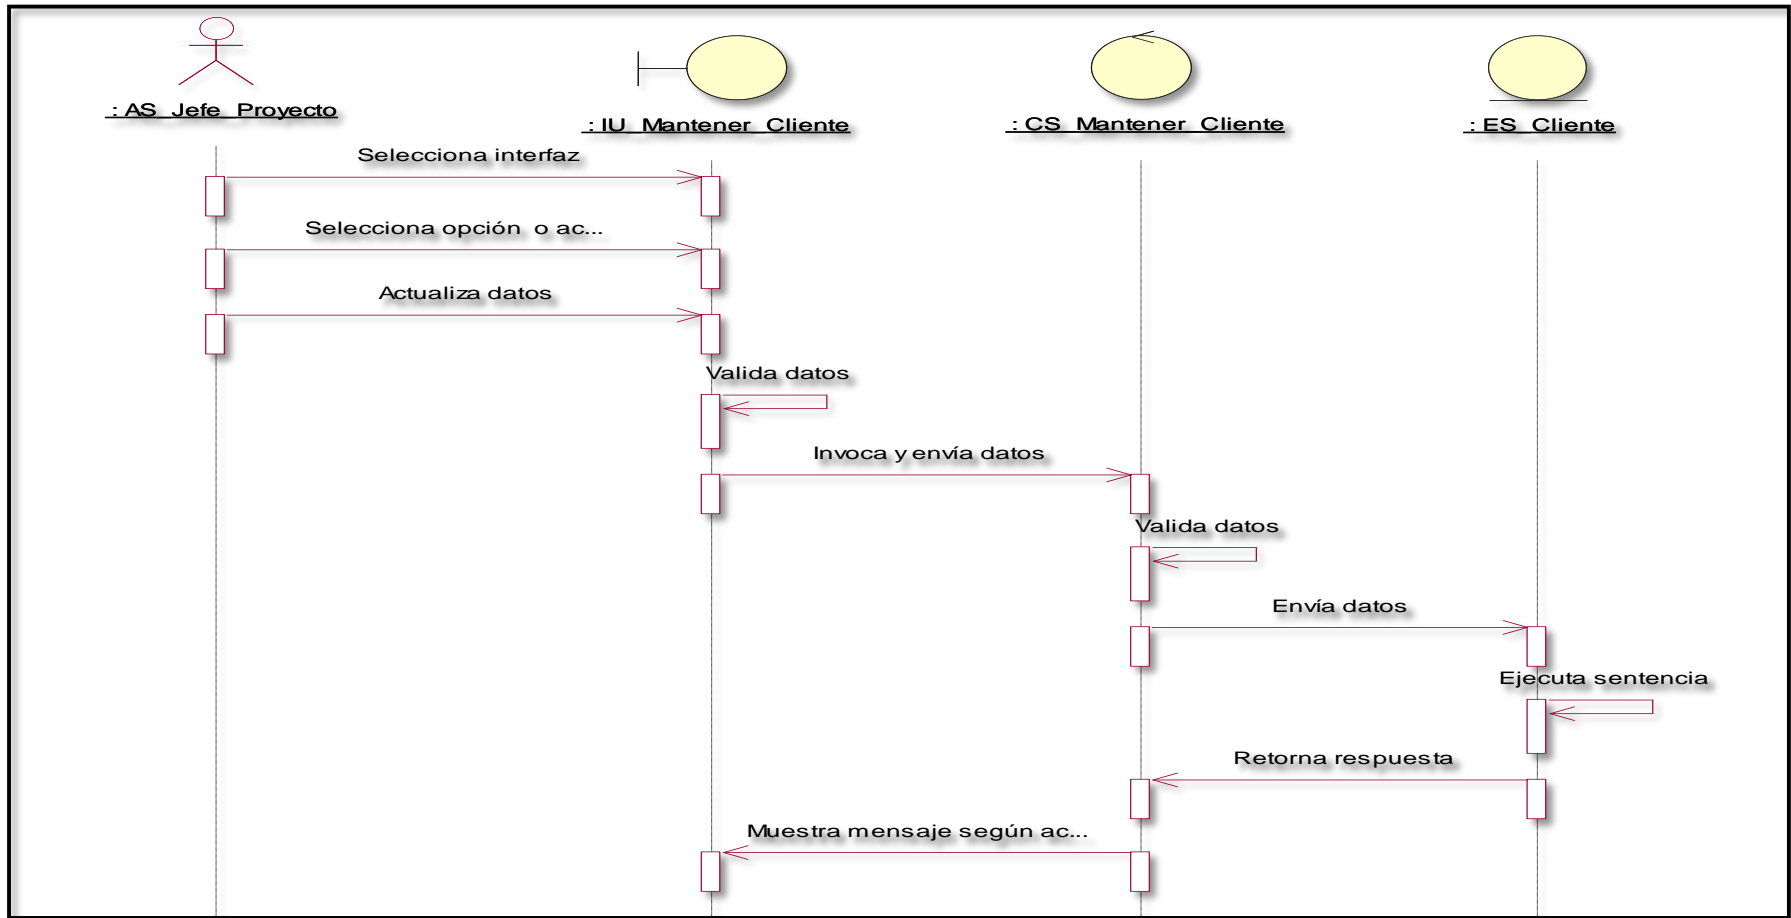 : AS_Jefe_Proyecto
: IU_Mantener_Cliente
: CS_Mantener_Cliente
: ES_Cliente
Selecciona interfaz
Selecciona opción o ac...
Actualiza datos
Valida datos
Invoca y envía datos
Valida datos
Envía datos
Ejecuta sentencia
Retorna respuesta
Muestra mensaje según ac...